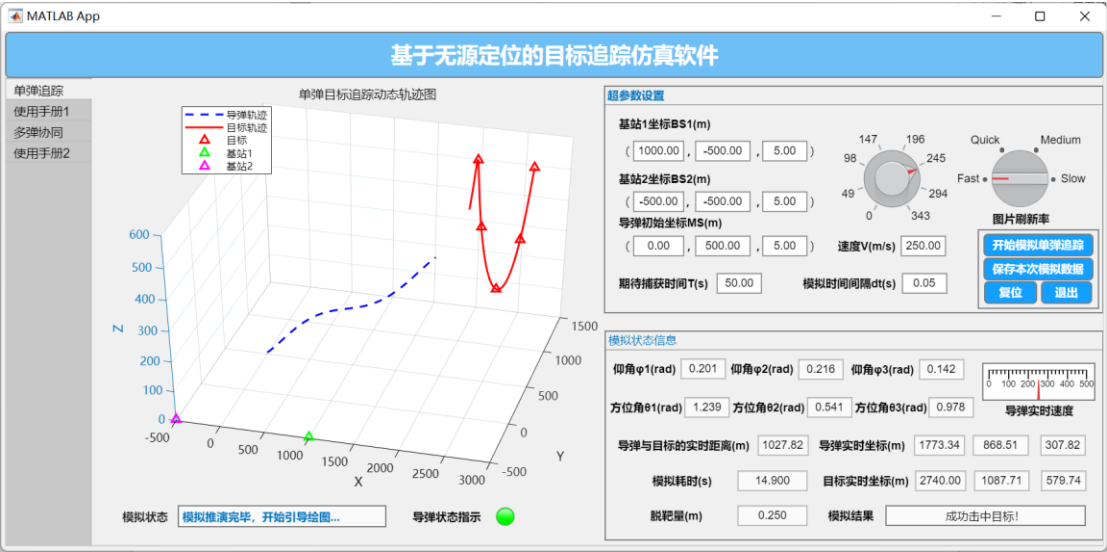 MATLAB App
基于无源定位的目标追踪仿真软件
单弹追踪
使用手册1
多弹协同
使用手册2
单弹目标追踪动态轨迹图
导弹轨迹
目标轨迹
目标
基站1
基站2
600
500
400
300
200
100
0
Z
-500
0
500
1000
1500
2000
2500
3000
X
-500
0
500
1000
1500
Y
模拟状态 模拟推演完毕，开始引导绘图... 导弹状态指示
超参数设置
基站1坐标BS1(m)
( 1000.00 , -500.00 , 5.00 )
基站2坐标BS2(m)
( -500.00 , -500.00 , 5.00 )
导弹初始坐标MS(m)
( 0.00 , 500.00 , 5.00 ) 速度V(m/s) 250.00
期待捕获时间T(s) 50.00 模拟时间间隔dt(s) 0.05
0 49 98 147 196 245 294 343
Quick Medium
Fast Slow
图片刷新率
开始模拟单弹追踪
保存本次模拟数据
复位 退出
模拟状态信息
仰角φ1(rad) 0.201 仰角φ2(rad) 0.216 仰角φ3(rad) 0.142
0 100 200 300 400 500
导弹实时速度
方位角θ1(rad) 1.239 方位角θ2(rad) 0.541 方位角θ3(rad) 0.978
导弹与目标的实时距离(m) 1027.82 导弹实时坐标(m) 1773.34 868.51 307.82
模拟耗时(s) 14.900 目标实时坐标(m) 2740.00 1087.71 579.74
脱靶量(m) 0.250 模拟结果 成功击中目标！